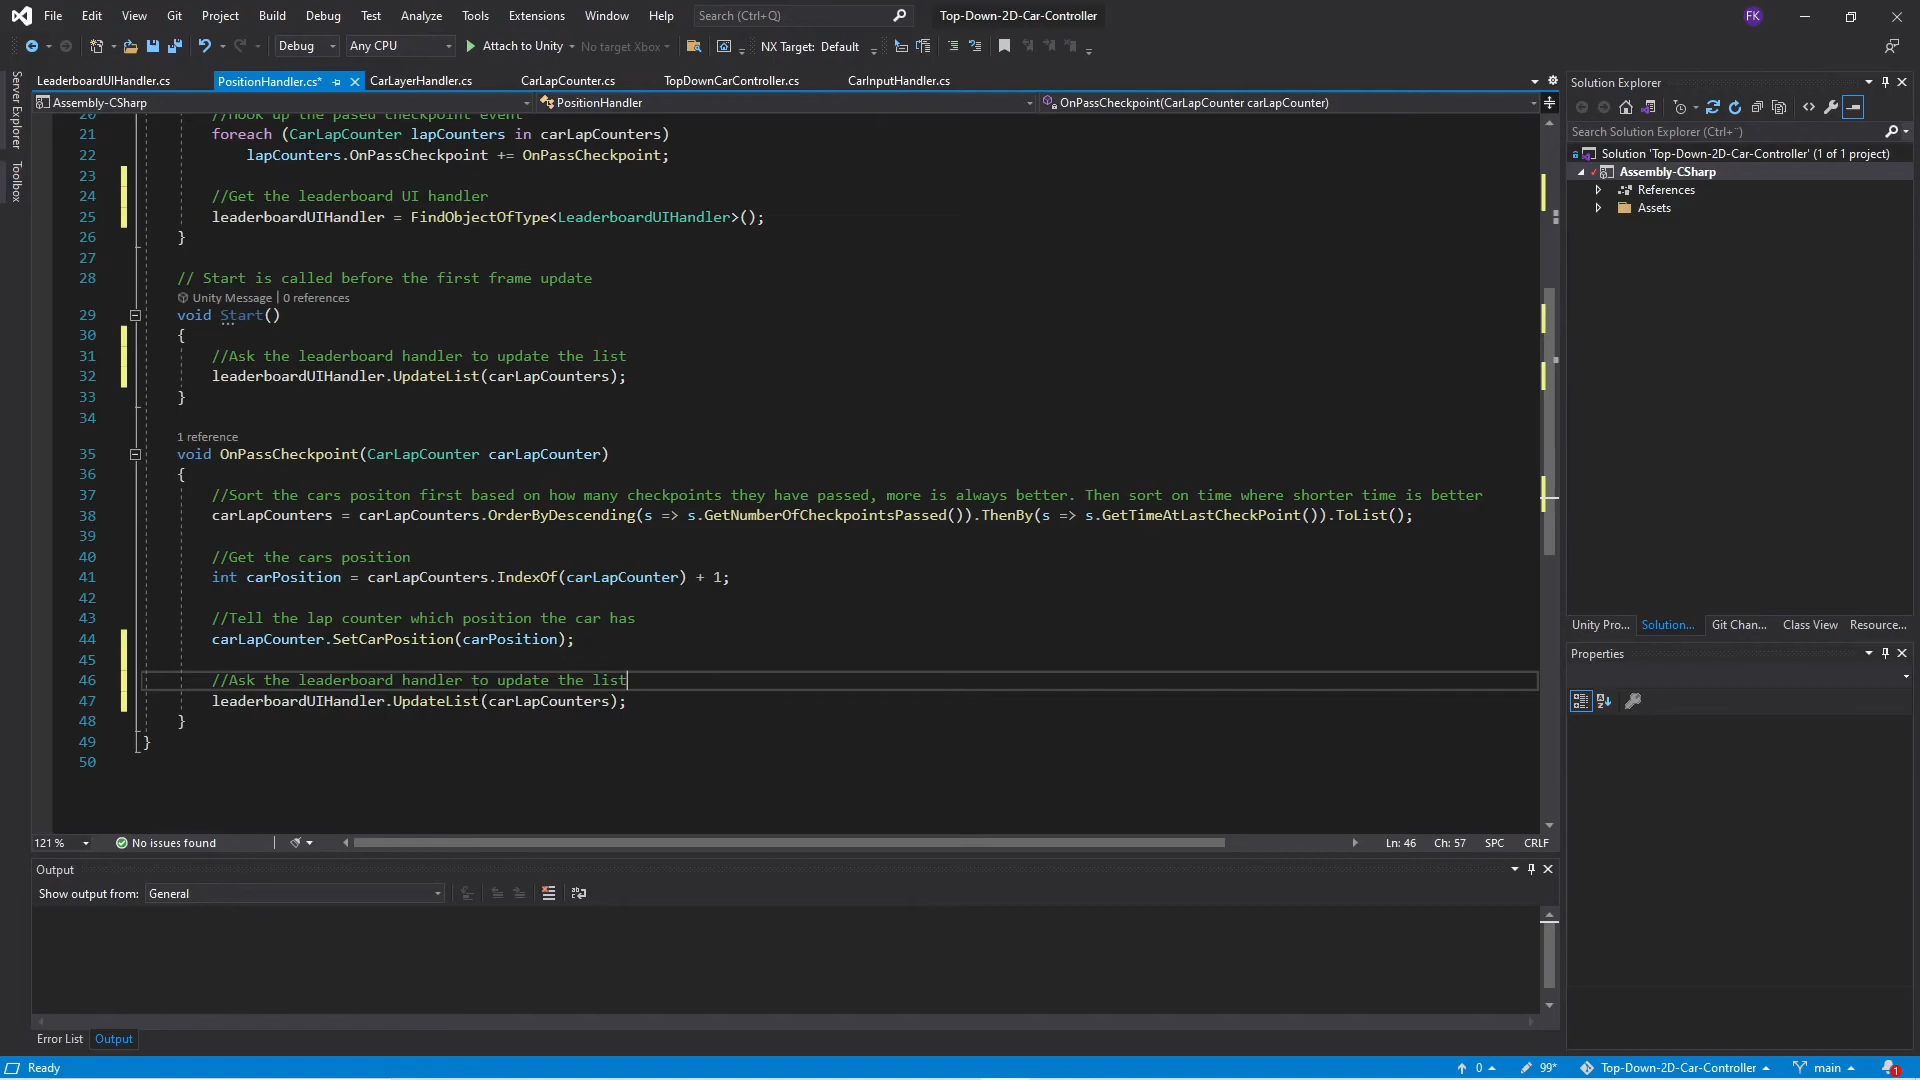 File Edit View Git Project Build Debug Test Analyze Tools Extensions Window Help Search (Ctrl+Q) Top-Down-2D-Car-Controller FK
Debug Any CPU Attach to Unity No target Xbox NX Target: Default
LeaderboardUIHandler.cs PositionHandler.cs* CarLayerHandler.cs CarLapCounter.cs TopDownCarController.cs CarInputHandler.cs
Assembly-CSharp PositionHandler OnPassCheckpoint(CarLapCounter carLapCounter)
Server Explorer
Toolbox
20 //Hook up the pased checkpoint event
21 foreach (CarLapCounter lapCounters in carLapCounters)
22 lapCounters.OnPassCheckpoint += OnPassCheckpoint;
23
24 //Get the leaderboard UI handler
25 leaderboardUIHandler = FindObjectOfType<LeaderboardUIHandler>();
26 }
27
28 // Start is called before the first frame update
Unity Message | 0 references
29 void Start()
30 {
31 //Ask the leaderboard handler to update the list
32 leaderboardUIHandler.UpdateList(carLapCounters);
33 }
34
1 reference
35 void OnPassCheckpoint(CarLapCounter carLapCounter)
36 {
37 //Sort the cars positon first based on how many checkpoints they have passed, more is always better. Then sort on time where shorter time is better
38 carLapCounters = carLapCounters.OrderByDescending(s => s.GetNumberOfCheckpointsPassed()).ThenBy(s => s.GetTimeAtLastCheckPoint()).ToList();
39
40 //Get the cars position
41 int carPosition = carLapCounters.IndexOf(carLapCounter) + 1;
42
43 //Tell the lap counter which position the car has
44 carLapCounter.SetCarPosition(carPosition);
45
46 //Ask the leaderboard handler to update the list
47 leaderboardUIHandler.UpdateList(carLapCounters);
48 }
49 }
50
121 % No issues found Ln: 46 Ch: 57 SPC CRLF
Output
Show output from: General
Error List Output
Solution Explorer
Search Solution Explorer (Ctrl+¨)
Solution 'Top-Down-2D-Car-Controller' (1 of 1 project)
Assembly-CSharp
References
Assets
Unity Pro... Solution... Git Chan... Class View Resource...
Properties
Ready 0 99* Top-Down-2D-Car-Controller main 1